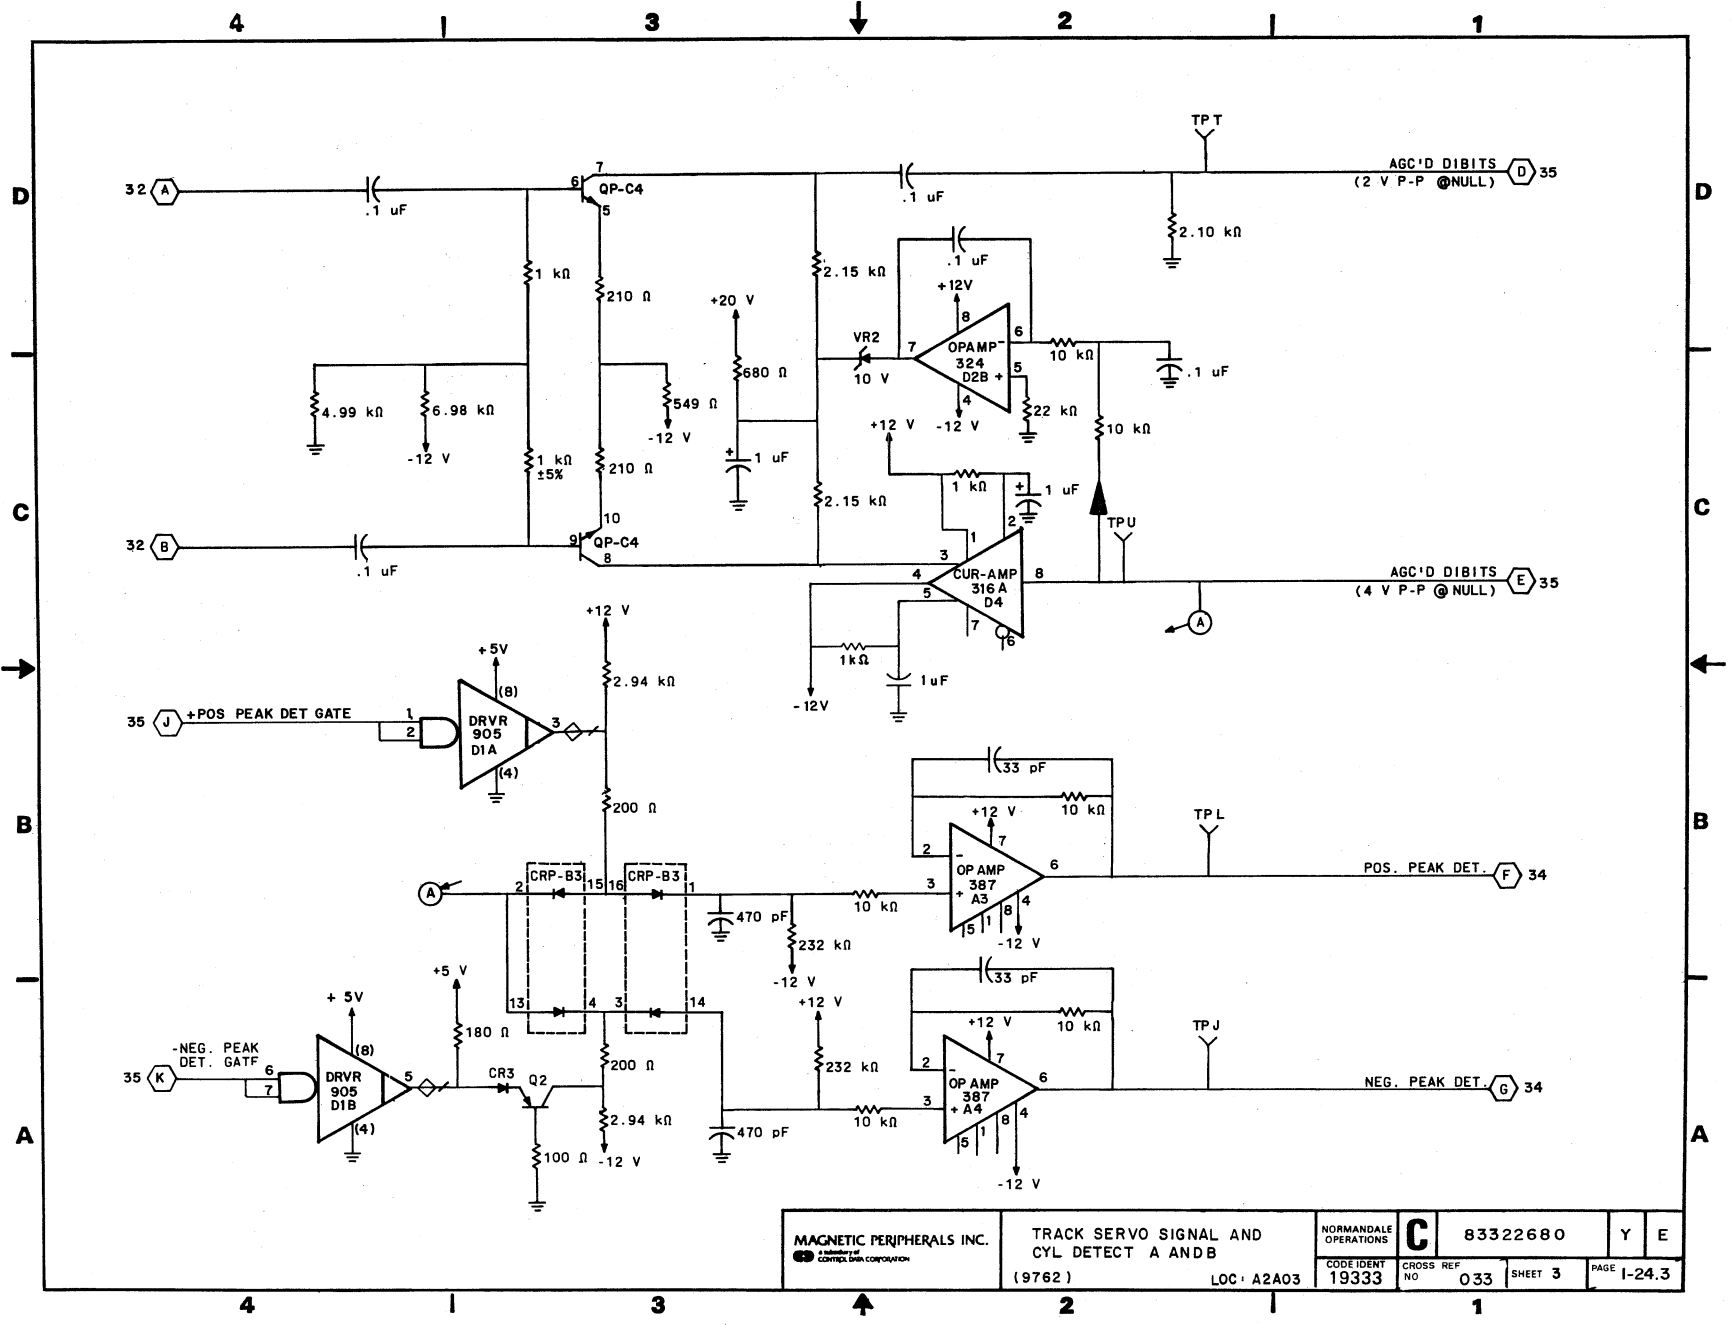 4 3 2 1
D
C
B
A
D
C
B
A
TPT
32 A
.1 uF
6
7
QP-C4
5
.1 uF
AGC'D DIBITS
(2 V P-P @NULL)
D 35
2.10 kΩ
1 kΩ
210 Ω
2.15 kΩ
.1 uF
+12V
8
+20 V
VR2
7
OPAMP
324
D2B
-
+
6
5
4
10 kΩ
.1 uF
680 Ω
10 V
4.99 kΩ
6.98 kΩ
549 Ω
-12 V
22 kΩ
-12 V
+12 V
10 kΩ
-12 V
1 kΩ
±5%
210 Ω
+
1 uF
2.15 kΩ
1 kΩ
+
1 uF
10
2
TPU
32 B
.1 uF
9
QP-C4
8
3
1
4
CUR-AMP
316A
D4
8
5
7
6
AGC'D DIBITS
(4 V P-P @ NULL)
E 35
A
+12 V
1kΩ
1uF
-12V
+5V
2.94 kΩ
(8)
35 J
+POS PEAK DET GATE
1
2
DRVR
905
D1A
3
(4)
200 Ω
33 pF
10 kΩ
+12 V
7
TPL
2
-
OP AMP
387
A3
6
POS. PEAK DET.
F 34
CRP-B3
CRP-B3
A
2
15
16
1
470 pF
10 kΩ
3
+
5
1
8
4
-12 V
232 kΩ
-12 V
33 pF
+5 V
13
4
3
14
+12 V
10 kΩ
+ 5V
180 Ω
+12 V
7
TPJ
-NEG. PEAK
DET. GATF
(8)
200 Ω
232 kΩ
35 K
6
7
DRVR
905
D1B
5
CR3
Q2
2
-
OP AMP
387
A4
6
NEG. PEAK DET.
G 34
(4)
2.94 kΩ
470 pF
10 kΩ
3
+
5
1
8
4
100 Ω
-12 V
-12 V
MAGNETIC PERIPHERALS INC.
a subsidiary of
CONTROL DATA CORPORATION
TRACK SERVO SIGNAL AND
CYL DETECT A AND B
(9762)
LOC: A2A03
NORMANDALE
OPERATIONS
C
83322680
Y
E
CODE IDENT
19333
CROSS REF
NO 033
SHEET 3
PAGE 1-24.3
4 3 2 1